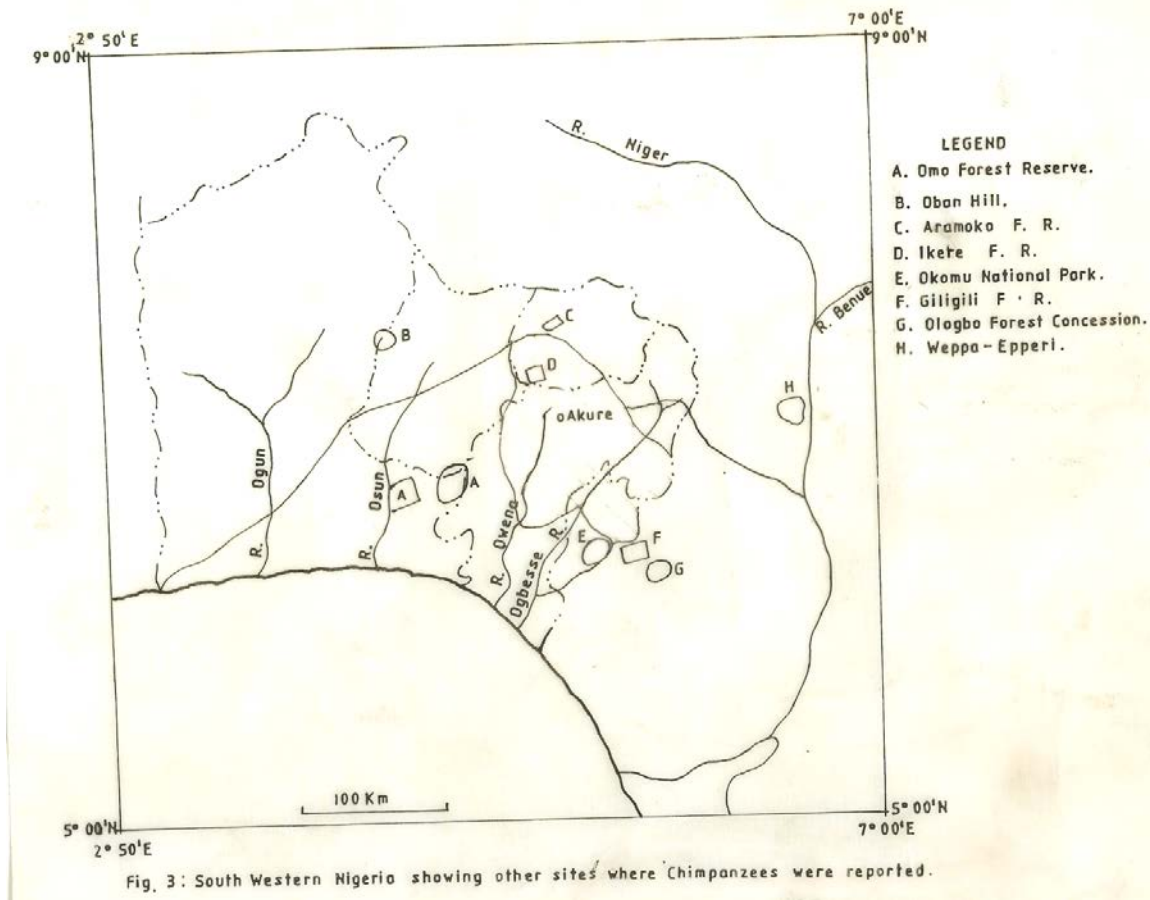 2° 50'E
7° 00'E
9° 00'N
9° 00'N
R. Niger
LEGEND
A. Omo Forest Reserve.
B. Oban Hill,
C. Aramoko F. R.
D. Ikere F. R.
E. Okomu National Park.
F. Giligili F · R.
G. Ologbo Forest Concession.
H. Weppa-Epperi.
R. Benue
C
B
D
H
oAkure
R. Ogun
R. Osun
A
A
R. Owena
R. Ogbesse
E
F
G
100 Km
5° 00'N
5° 00'N
2° 50'E
7° 00'E
Fig. 3: South Western Nigeria showing other sites where Chimpanzees were reported.